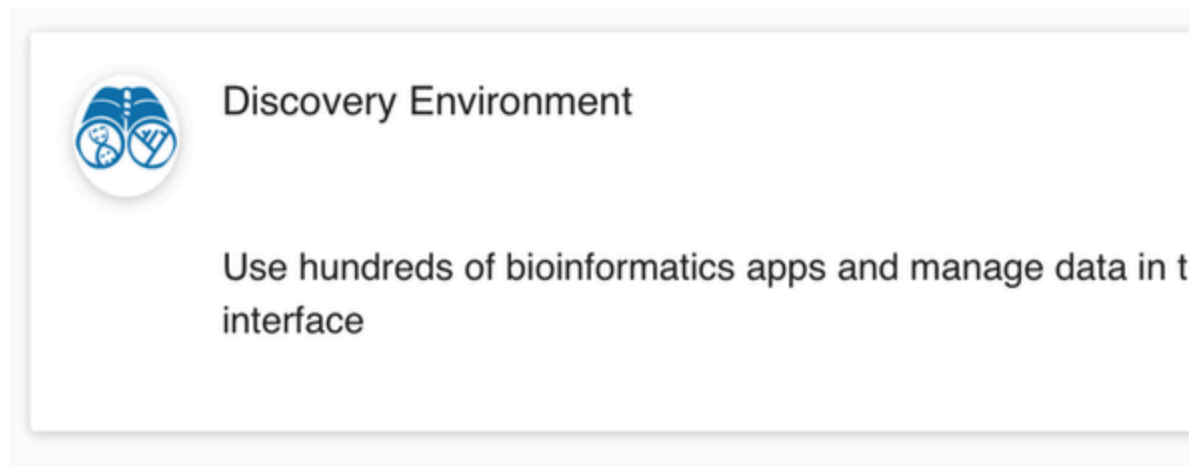 Discovery Environment
Use hundreds of bioinformatics apps and manage data in t
interface